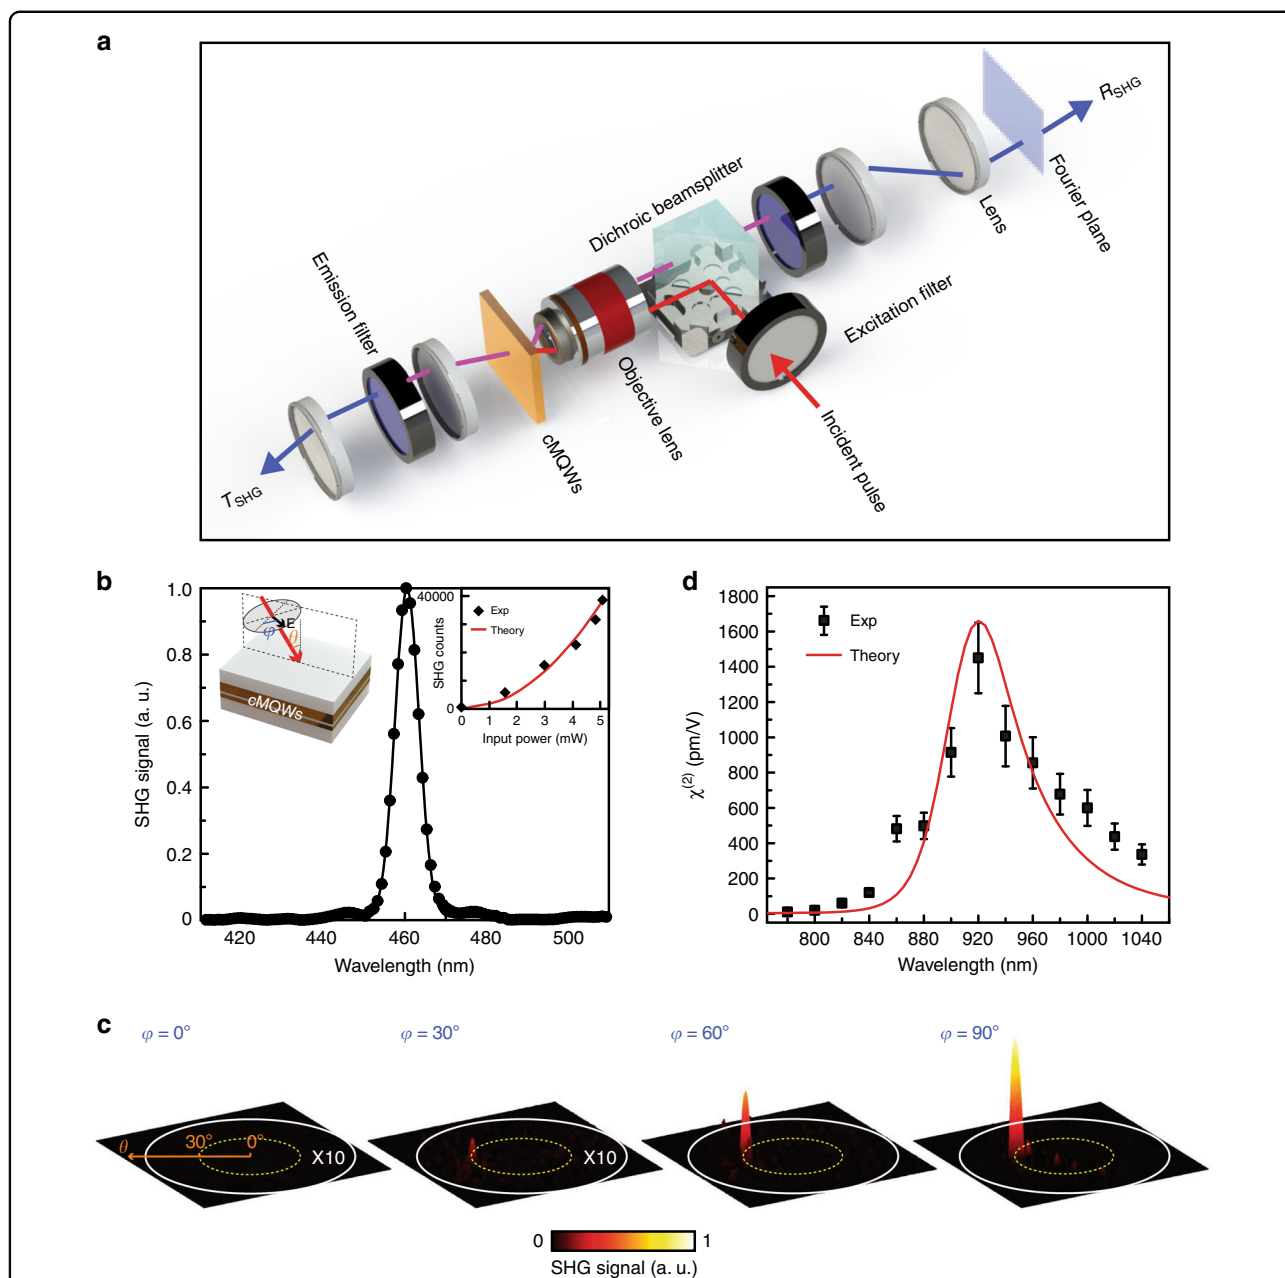 a
R_SHG
Fourier plane
Lens
Dichroic beamsplitter
Excitation filter
Emission filter
Objective lens
cMQWs
Incident pulse
T_SHG
b
SHG signal (a. u.)
1.0
0.8
0.6
0.4
0.2
0
420 440 460 480 500
Wavelength (nm)
E
φ
θ
cMQWs
40000
0
SHG counts
Exp
Theory
0 1 2 3 4 5
Input power (mW)
d
χ(2) (pm/V)
1800
1600
1400
1200
1000
800
600
400
200
0
Exp
Theory
800 840 880 920 960 1000 1040
Wavelength (nm)
c
φ = 0°
φ = 30°
φ = 60°
φ = 90°
θ
30°
0°
X10
X10
0 1
SHG signal (a. u.)